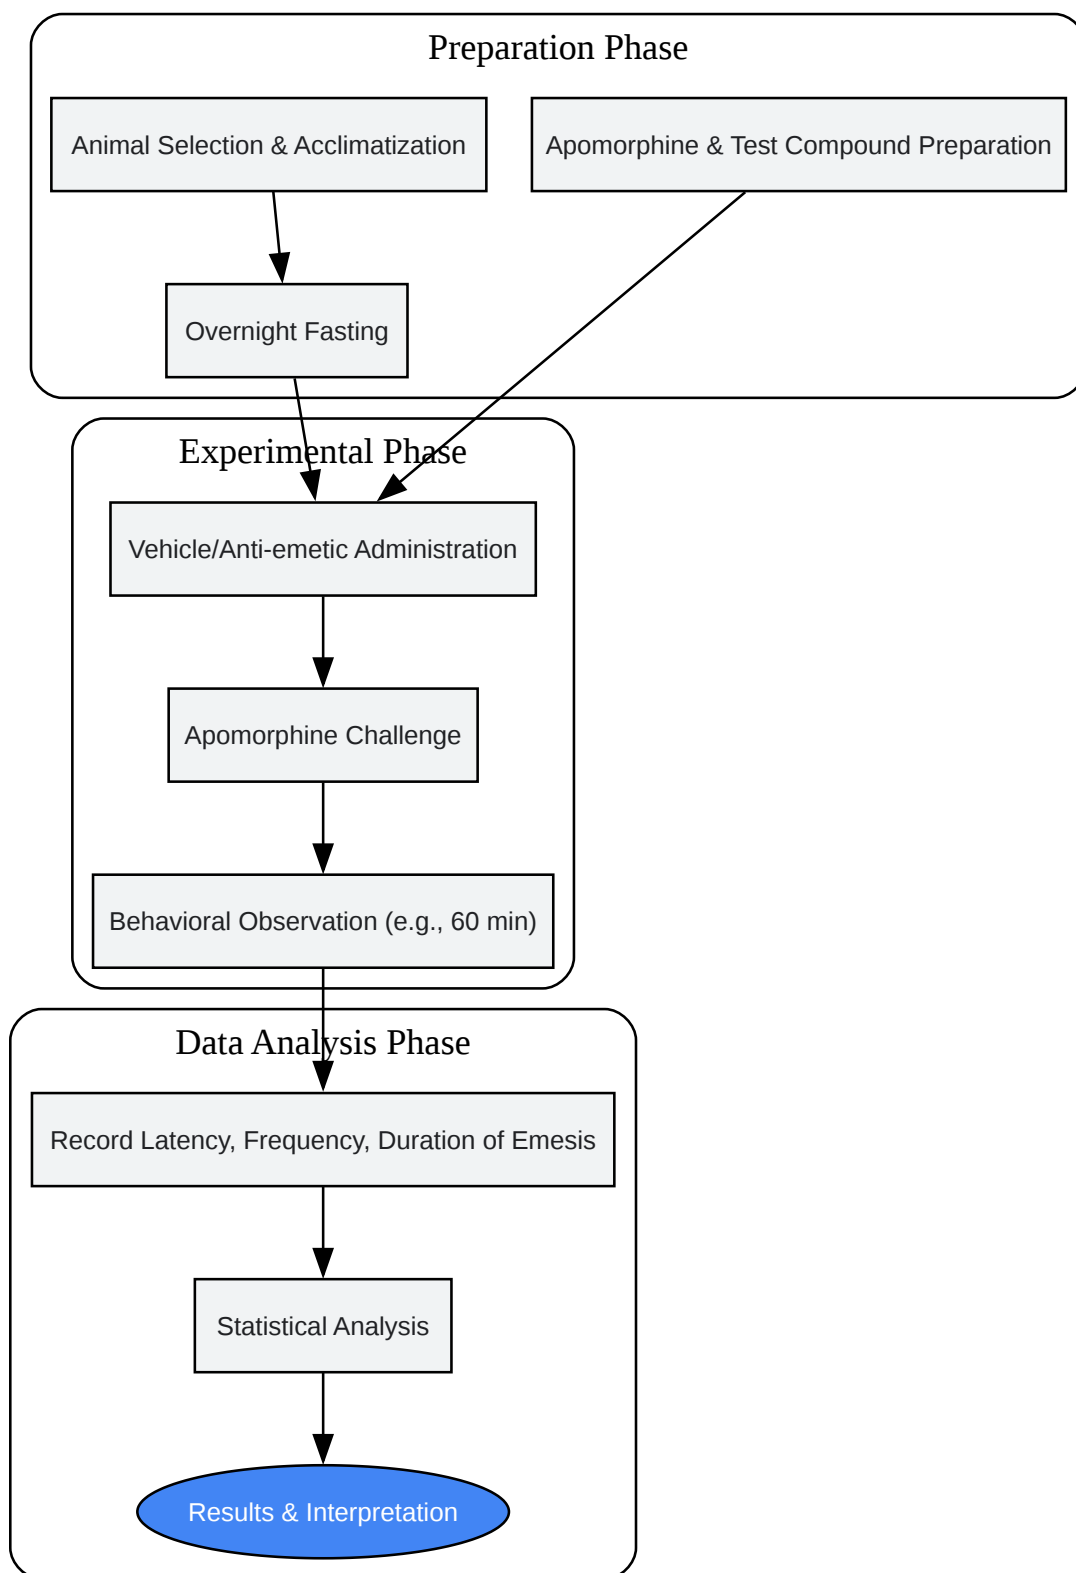 Preparation Phase
Animal Selection & Acclimatization
Apomorphine & Test Compound Preparation
Overnight Fasting
Experimental Phase
Vehicle/Anti-emetic Administration
Apomorphine Challenge
Behavioral Observation (e.g., 60 min)
Data Analysis Phase
Record Latency, Frequency, Duration of Emesis
Statistical Analysis
Results & Interpretation